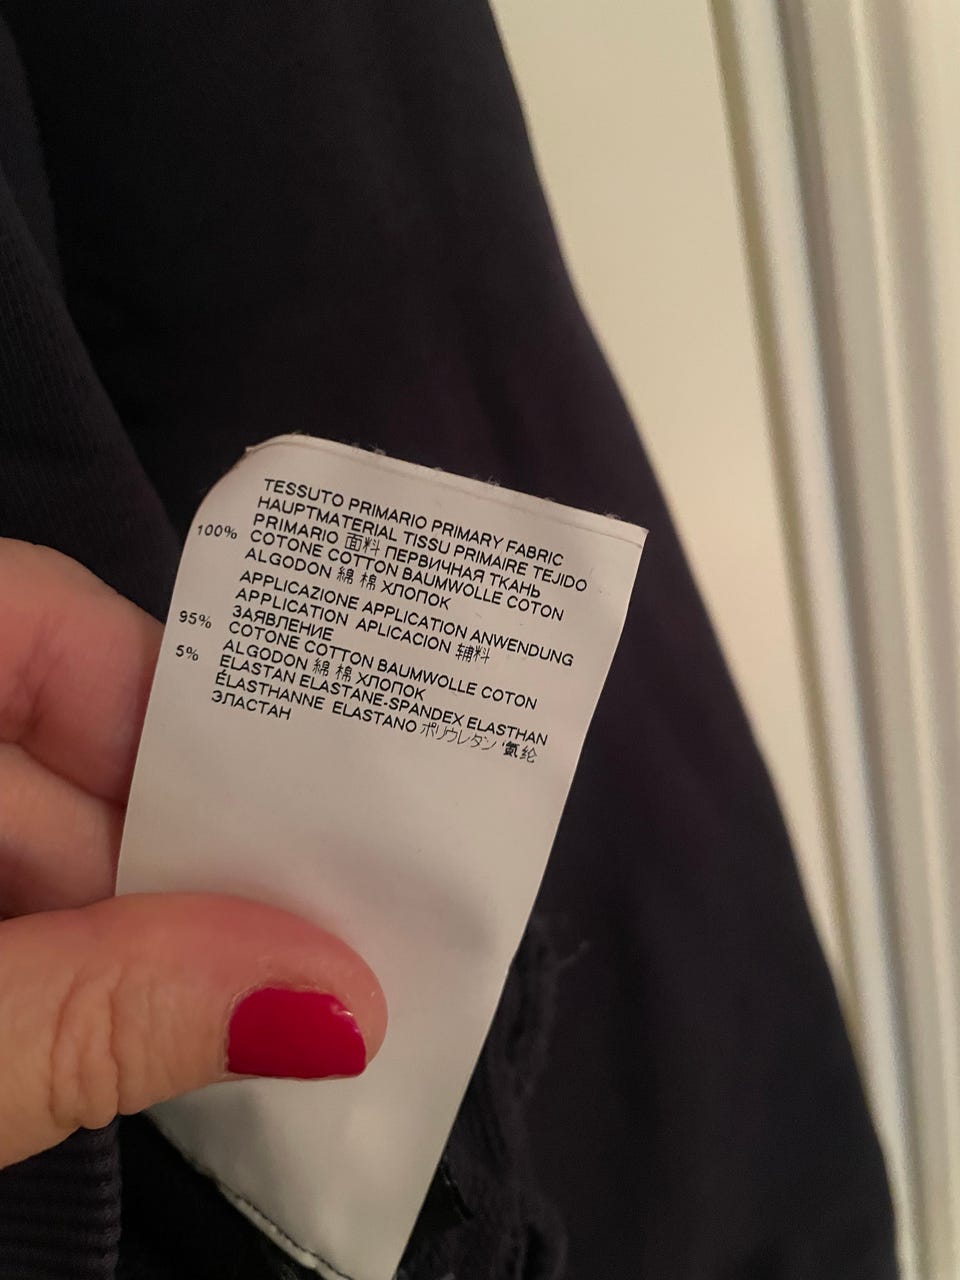 TESSUTO PRIMARIO PRIMARY FABRIC
HAUPTMATERIAL TISSU PRIMAIRE TEJIDO
PRIMARIO 面料 ПЕРВИЧНАЯ ТКАНЬ
100% COTONE COTTON BAUMWOLLE COTON
ALGODON 綿 棉 ХЛОПОК
APPLICAZIONE APPLICATION ANWENDUNG
APPLICATION APLICACION 辅料
ЗАЯВЛЕНИЕ
95% COTONE COTTON BAUMWOLLE COTON
ALGODON 綿 棉 ХЛОПОК
5% ELASTAN ELASTANE-SPANDEX ELASTHAN
ÉLASTHANNE ELASTANO ポリウレタン '氨纶
ЭЛАСТАН